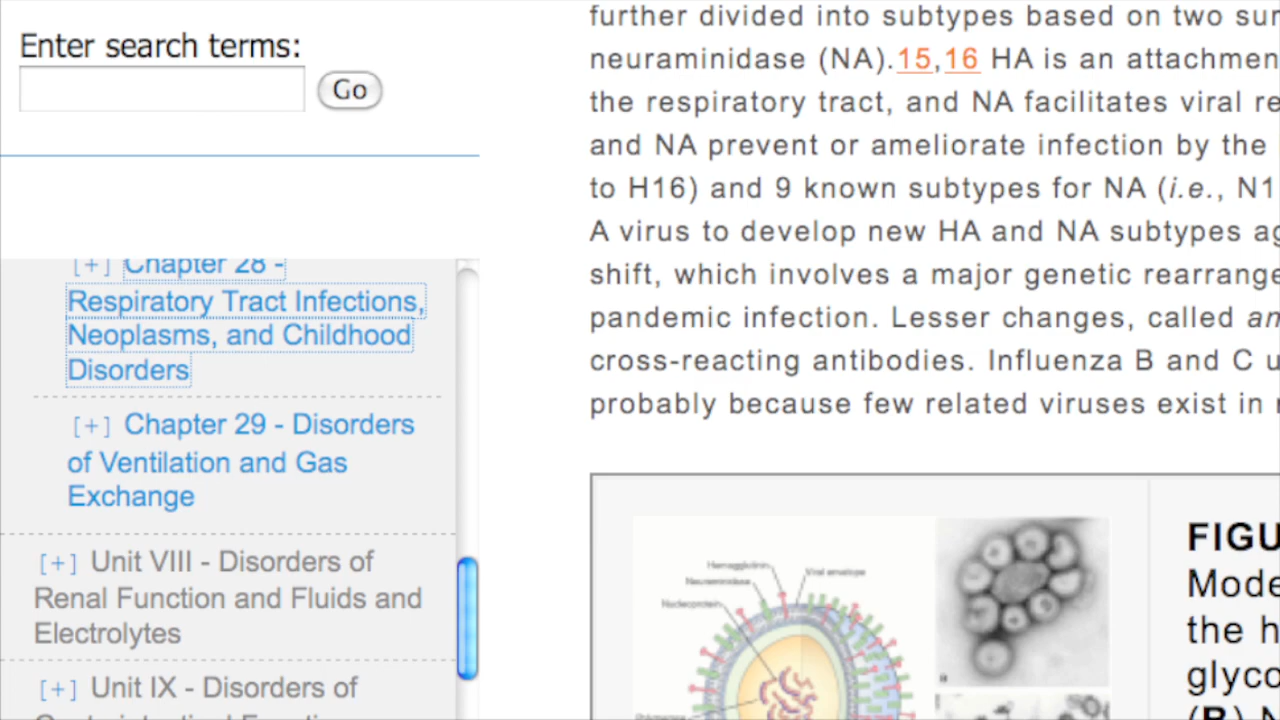 Enter search terms:
Go
[+] Chapter 28 -
Respiratory Tract Infections,
Neoplasms, and Childhood
Disorders
[+] Chapter 29 - Disorders
of Ventilation and Gas
Exchange
[+] Unit VIII - Disorders of
Renal Function and Fluids and
Electrolytes
[+] Unit IX - Disorders of
further divided into subtypes based on two sur
neuraminidase (NA).15,16 HA is an attachmen
the respiratory tract, and NA facilitates viral re
and NA prevent or ameliorate infection by the
to H16) and 9 known subtypes for NA (i.e., N1
A virus to develop new HA and NA subtypes ag
shift, which involves a major genetic rearrange
pandemic infection. Lesser changes, called an
cross-reacting antibodies. Influenza B and C u
probably because few related viruses exist in
Hemagglutinin
Neuraminidase
Nucleoprotein
Viral envelope
FIGU
Mode
the h
glyco
(B) N